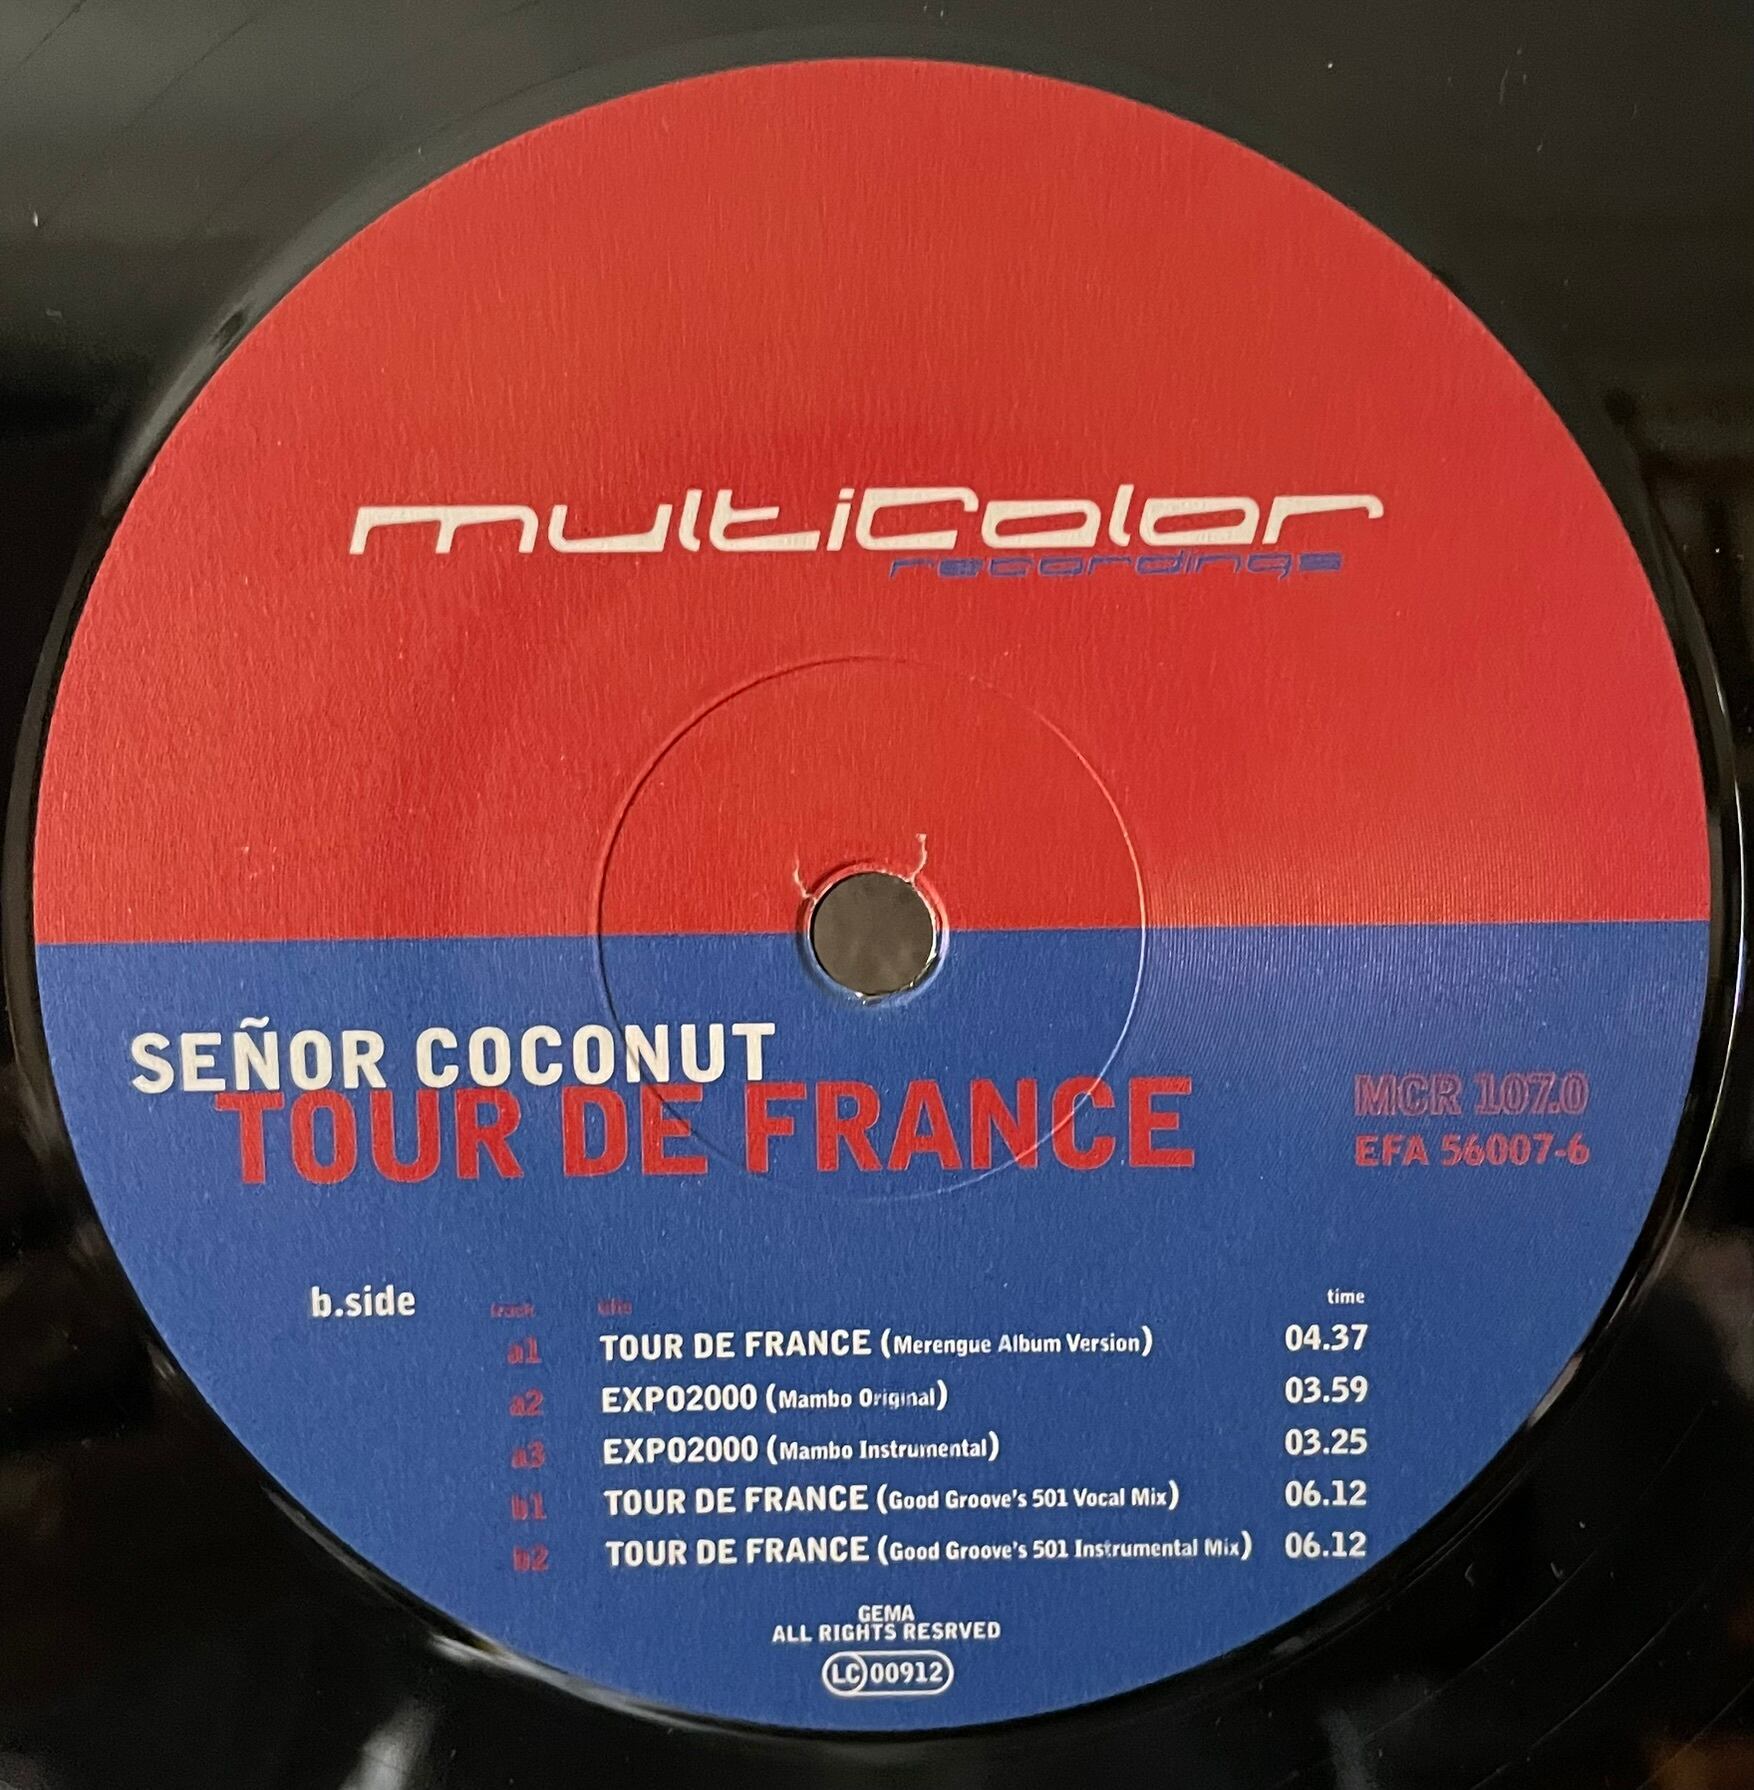 multiColor
recordings
SEÑOR COCONUT
TOUR DE FRANCE
MCR 107.0
EFA 56007-6
b.side track title time
a1 TOUR DE FRANCE (Merengue Album Version) 04.37
a2 EXPO2000 (Mambo Original) 03.59
a3 EXPO2000 (Mambo Instrumental) 03.25
b1 TOUR DE FRANCE (Good Groove's 501 Vocal Mix) 06.12
b2 TOUR DE FRANCE (Good Groove's 501 Instrumental Mix) 06.12
GEMA
ALL RIGHTS RESRVED
LC 00912